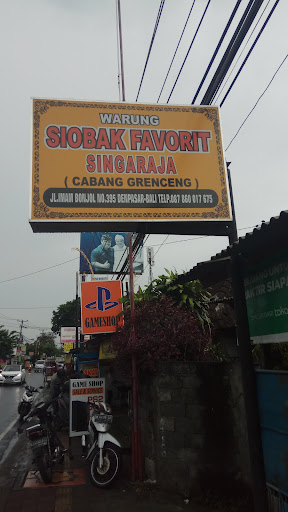 WARUNG
SIOBAK FAVORIT
SINGARAJA
( CABANG GRENCENG )
JL.IMAM BONJOL NO.395 DENPASAR-BALI TELP.087 860 017 675
GAMESHOP
GAME SHOP
PS2